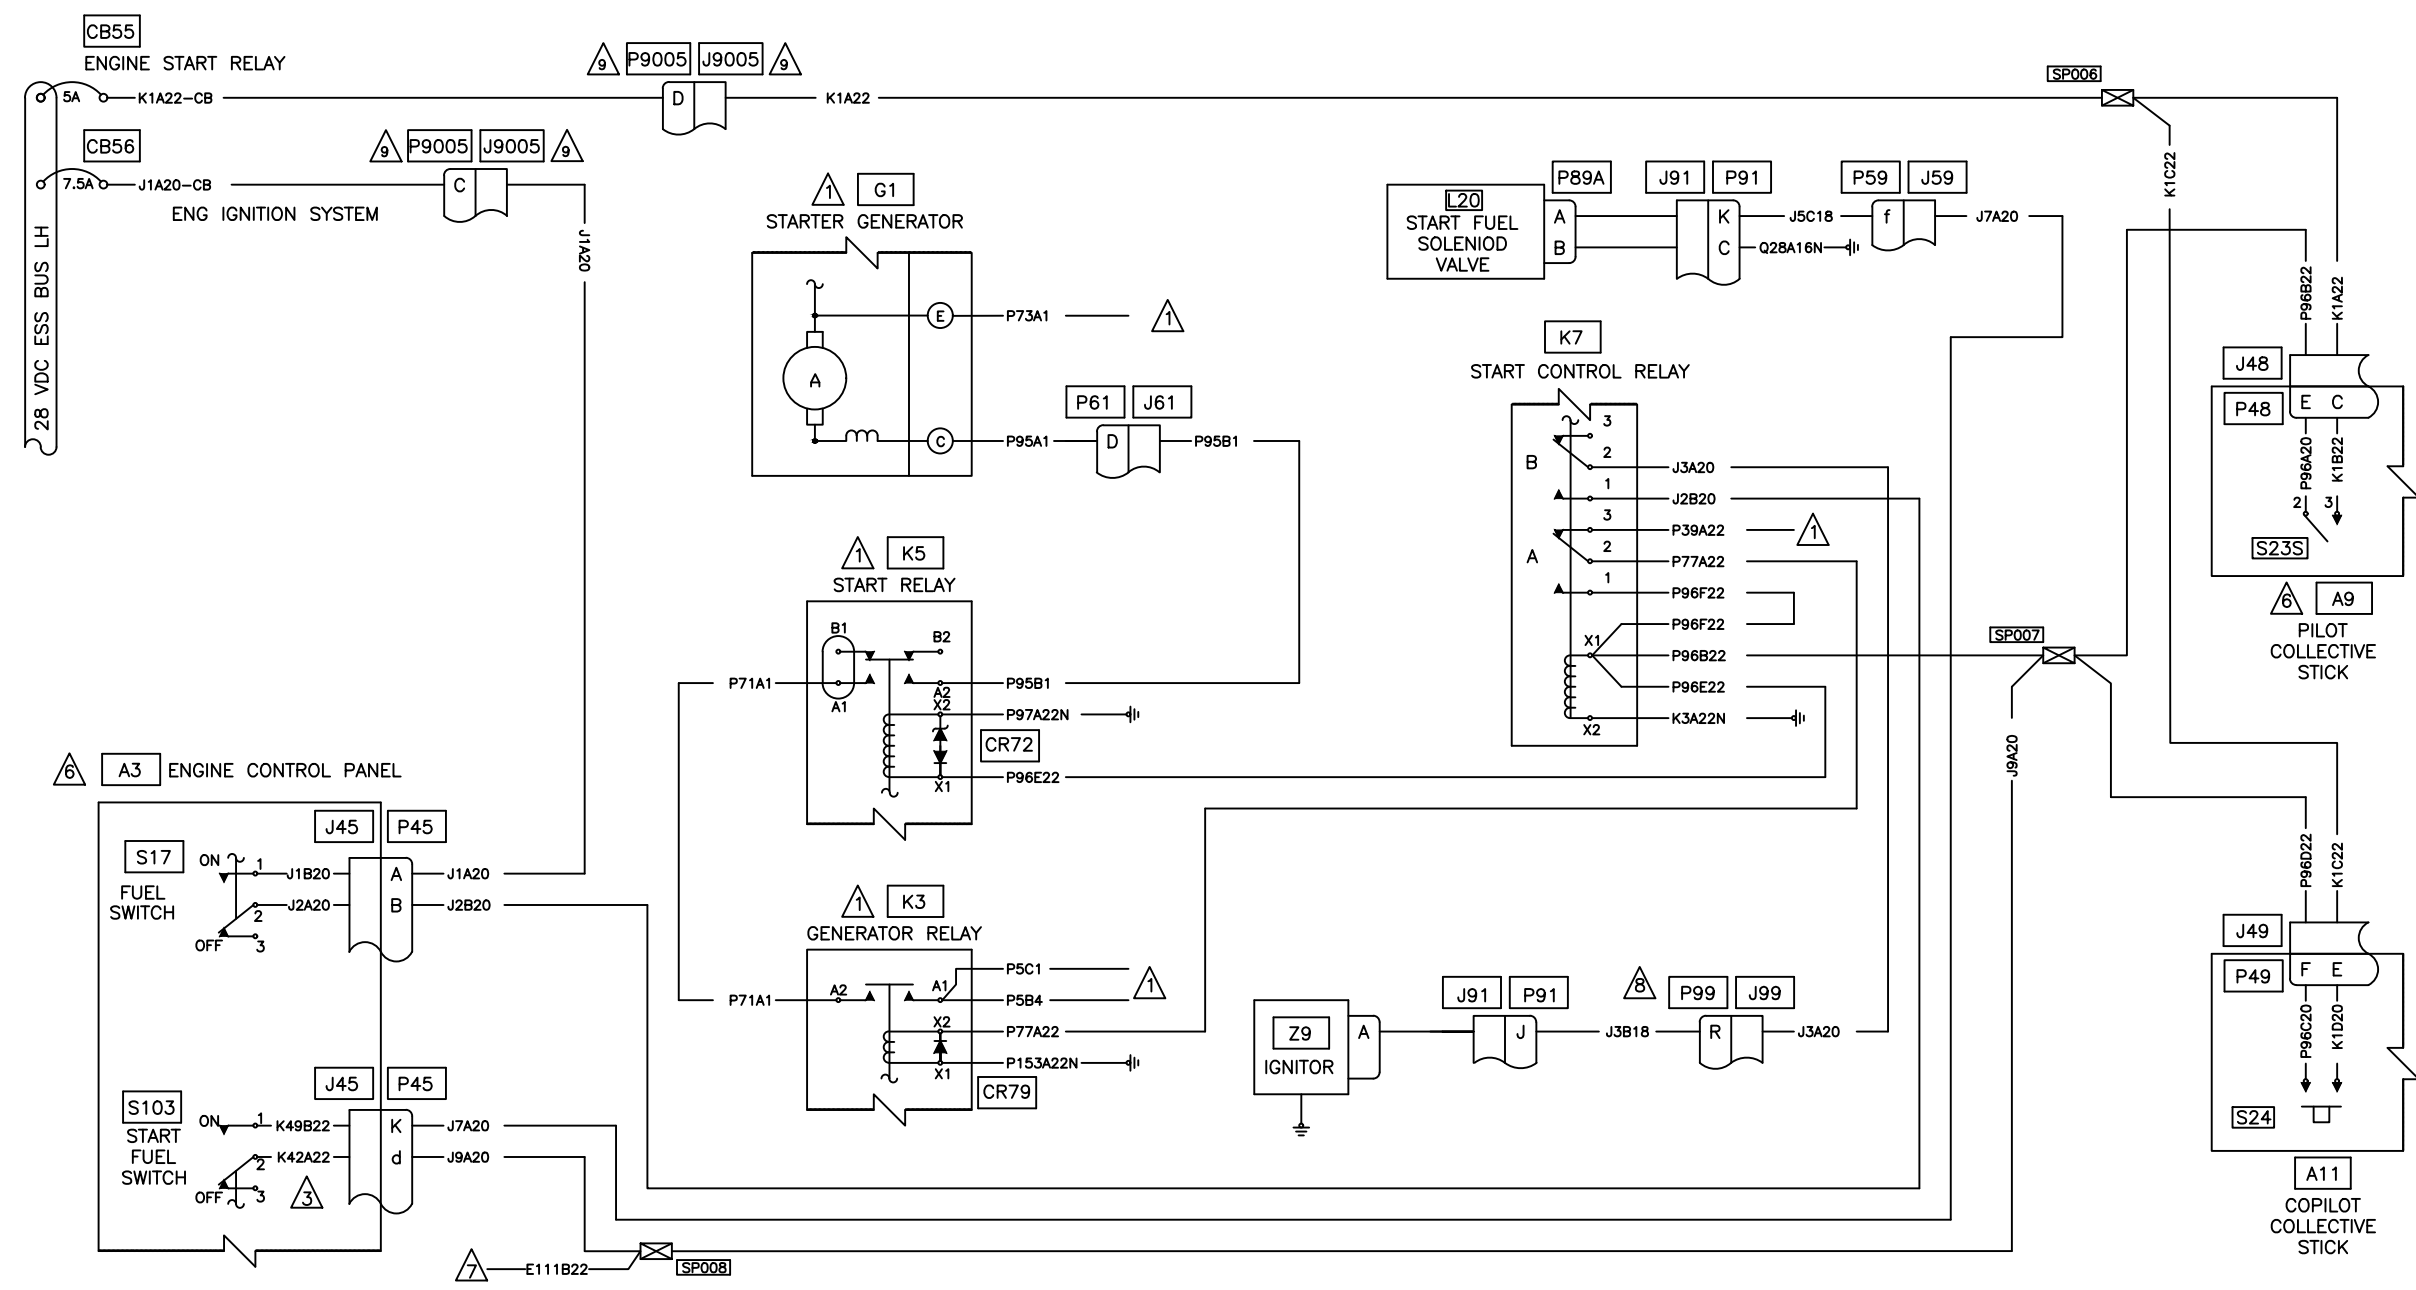 CB55
ENGINE START RELAY
5A
K1A22-CB
9
P9005
J9005
9
D
K1A22
SP006
CB56
7.5A
J1A20-CB
ENG IGNITION SYSTEM
9
P9005
J9005
9
C
J1A20
28 VDC ESS BUS LH
1
G1
STARTER GENERATOR
A
E
C
P73A1
1
P95A1
P61
J61
D
P95B1
L20
START FUEL
SOLENIOD
VALVE
P89A
A
B
J91
P91
K
C
J5C18
Q28A16N
P59
J59
f
J7A20
K1C22
P96B22
K1A22
J48
P48
E
C
P96A20
K1B22
2
3
S23S
6
A9
PILOT
COLLECTIVE
STICK
K7
START CONTROL RELAY
B
3
2
1
A
3
2
1
X1
X2
J3A20
J2B20
P39A22
1
P77A22
P96F22
P96F22
P96B22
P96E22
K3A22N
SP007
J9A20
1
K5
START RELAY
B1
B2
A1
A2
X2
X1
P71A1
P95B1
P97A22N
CR72
P96E22
6
A3
ENGINE CONTROL PANEL
S17
FUEL
SWITCH
ON
OFF
1
2
3
J1B20
J2A20
J45
P45
A
B
J1A20
J2B20
1
K3
GENERATOR RELAY
A2
A1
X2
X1
P71A1
P5C1
P5B4
1
P77A22
P153A22N
CR79
S103
START
FUEL
SWITCH
ON
OFF
1
2
3
K49B22
K42A22
3
J45
P45
K
d
J7A20
J9A20
7
E111B22
SP008
Z9
IGNITOR
A
J91
P91
J
J3B18
8
P99
J99
R
J3A20
P96D22
K1C22
J49
P49
F
E
P96C20
K1D20
S24
A11
COPILOT
COLLECTIVE
STICK